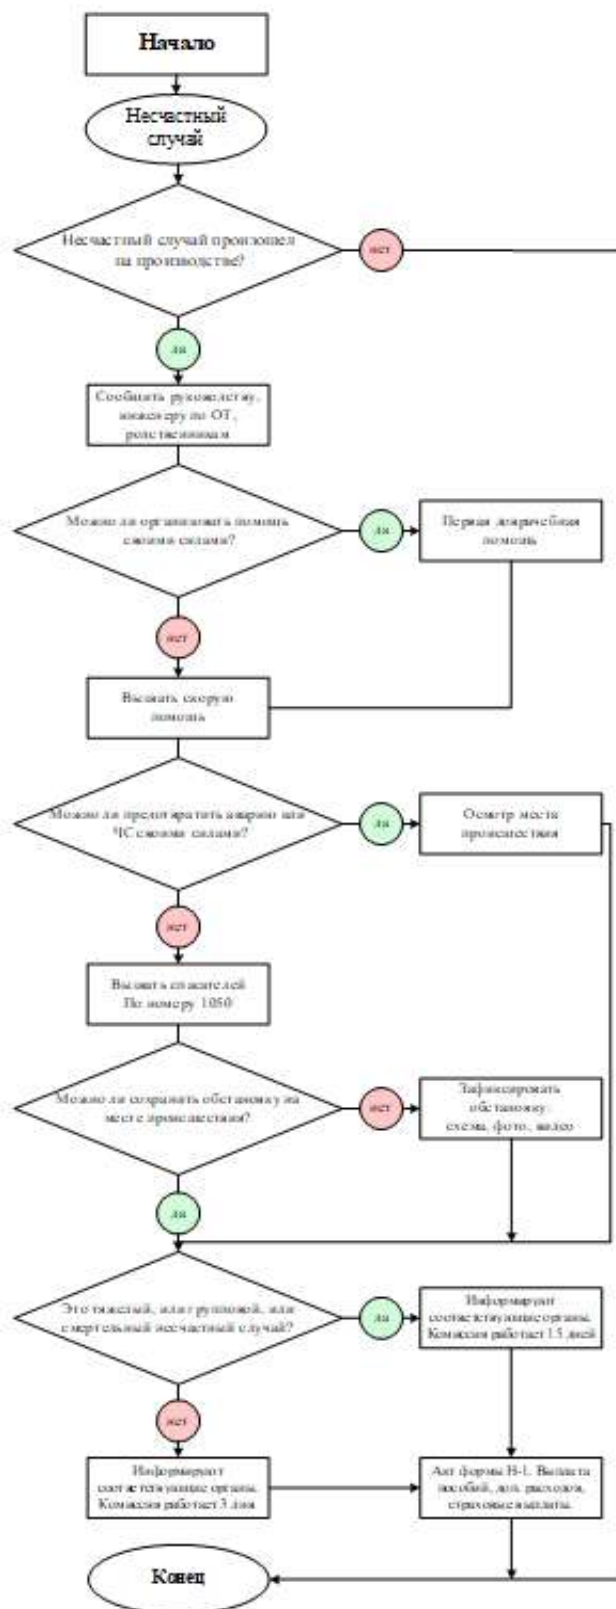 Начало
Несчастный
случай
Несчастный случай произошел
на производстве?
нет
да
Сообщить руководству,
инженеру по ОТ,
родственникам
Можно ли организовать помощь
своими силами?
да
Первая доврачебная
помощь
нет
Вызвать скорую
помощь
Можно ли предотвратить аварию или
ЧС своими силами?
да
Осмотр места
происшествия
нет
Вызвать спасателей
По номеру 1050
Можно ли сохранить обстановку на
месте происшествия?
нет
Зафиксировать
обстановку:
схема, фото, видео
да
Это тяжелый, или групповой, или
смертельный несчастный случай?
да
Информируют
соответствующие органы.
Комиссия работает 15 дней
нет
Информируют
соответствующие органы.
Комиссия работает 3 дня
Акт формы Н-1. Выплата
пособий, доп. расходов,
страховые выплаты.
Конец